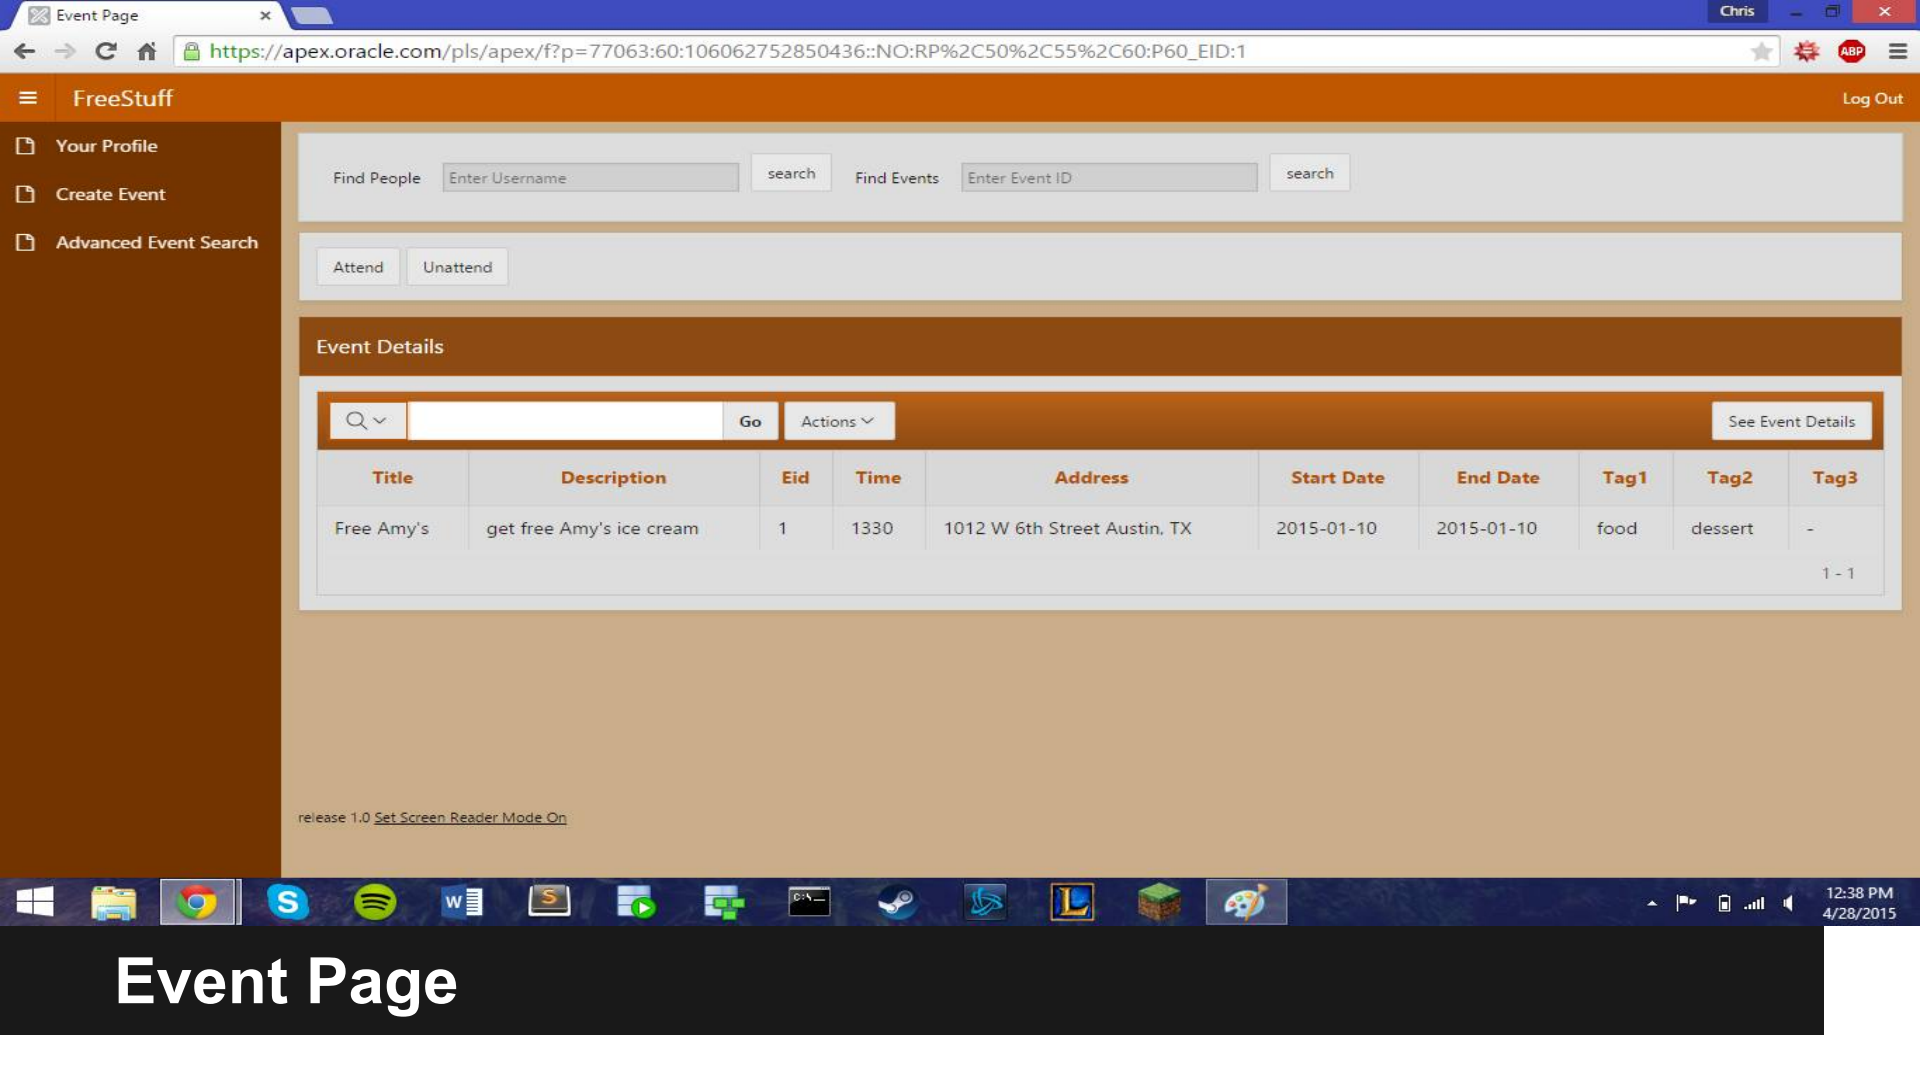 Event Page
Chris
https://apex.oracle.com/pls/apex/f?p=77063:60:106062752850436::NO:RP%2C50%2C55%2C60:P60_EID:1
ABP
FreeStuff
Log Out
Your Profile
Create Event
Advanced Event Search
Find People Enter Username search Find Events Enter Event ID search
Attend Unattend
Event Details
Go Actions See Event Details
Title Description Eid Time Address Start Date End Date Tag1 Tag2 Tag3
Free Amy's get free Amy's ice cream 1 1330 1012 W 6th Street Austin, TX 2015-01-10 2015-01-10 food dessert -
1 - 1
release 1.0 Set Screen Reader Mode On
12:38 PM
4/28/2015
Event Page